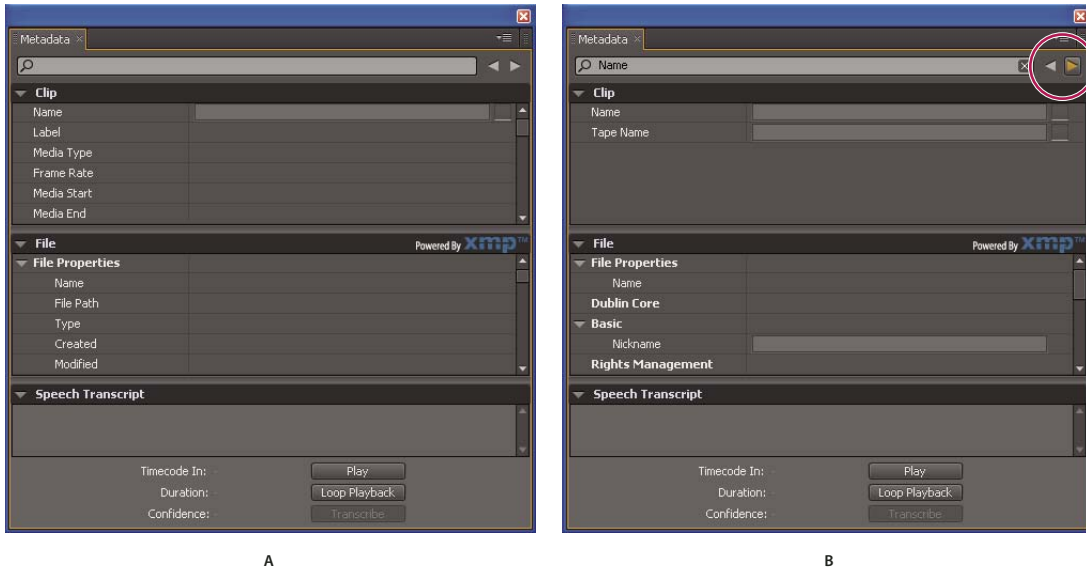 Metadata
Clip
Name
Label
Media Type
Frame Rate
Media Start
Media End
File
Powered By xmp™
File Properties
Name
File Path
Type
Created
Modified
Speech Transcript
Timecode In:
Play
Duration:
Loop Playback
Confidence:
Transcribe
A
Metadata
Name
Clip
Name
Tape Name
File
Powered By xmp™
File Properties
Name
Dublin Core
Basic
Nickname
Rights Management
Speech Transcript
Timecode In:
Play
Duration:
Loop Playback
Confidence:
Transcribe
B